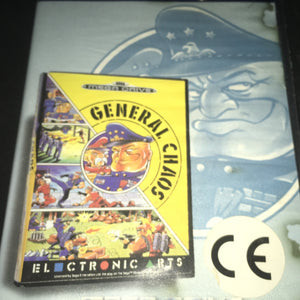 MEGA DRIVE
GENERAL CHAOS
ELECTRONIC ARTS
CE